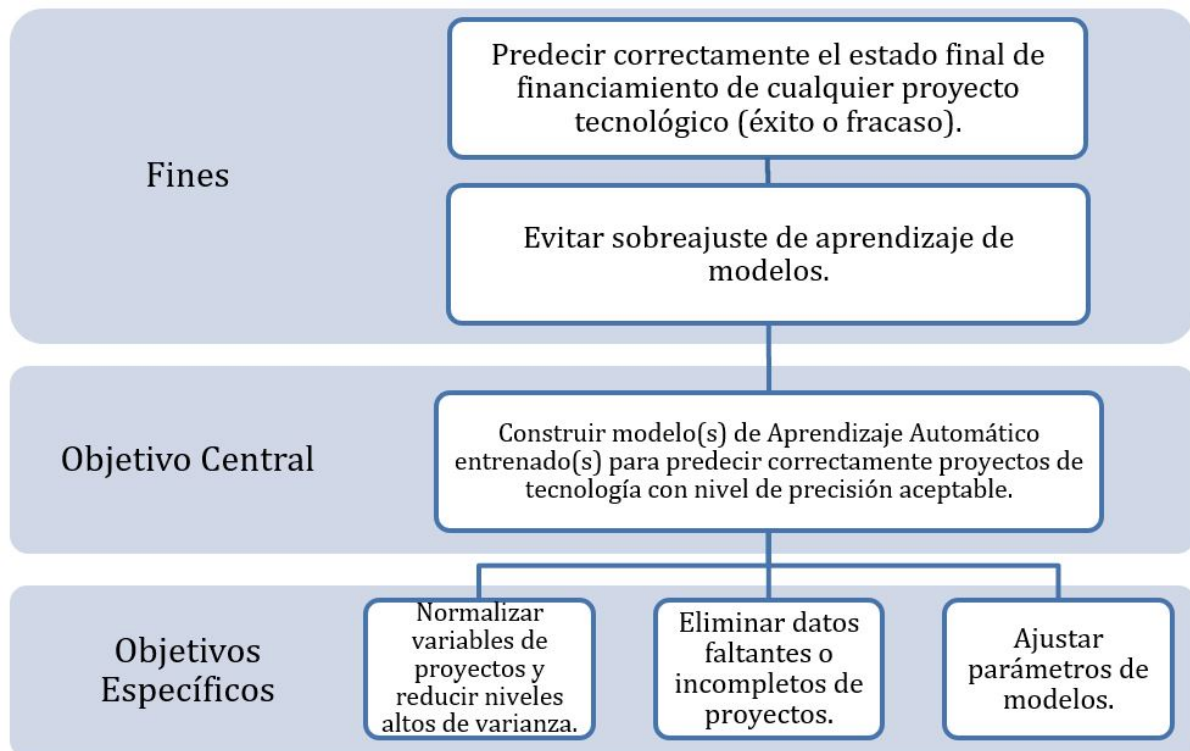 Fines
Predecir correctamente el estado final de
financiamiento de cualquier proyecto
tecnológico (éxito o fracaso).
Evitar sobreajuste de aprendizaje de
modelos.
Objetivo Central
Construir modelo(s) de Aprendizaje Automático
entrenado(s) para predecir correctamente proyectos de
tecnología con nivel de precisión aceptable.
Objetivos
Específicos
Normalizar
variables de
proyectos y
reducir niveles
altos de varianza.
Eliminar datos
faltantes o
incompletos de
proyectos.
Ajustar
parámetros de
modelos.